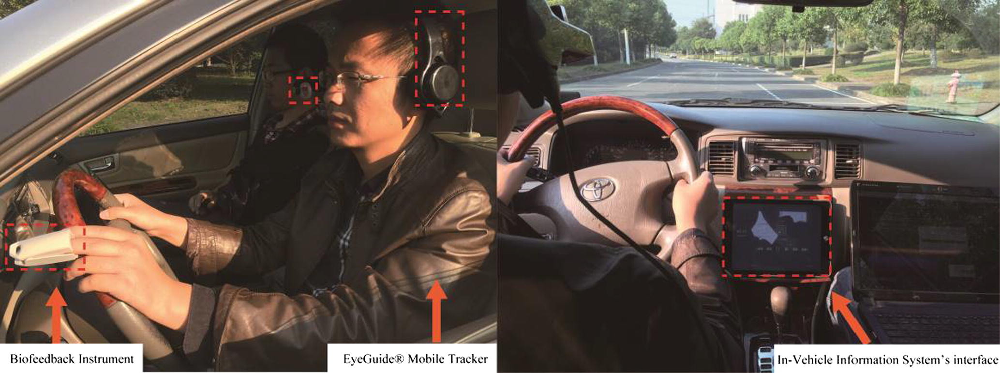 Biofeedback Instrument
EyeGuide® Mobile Tracker
In-Vehicle Information System's interface